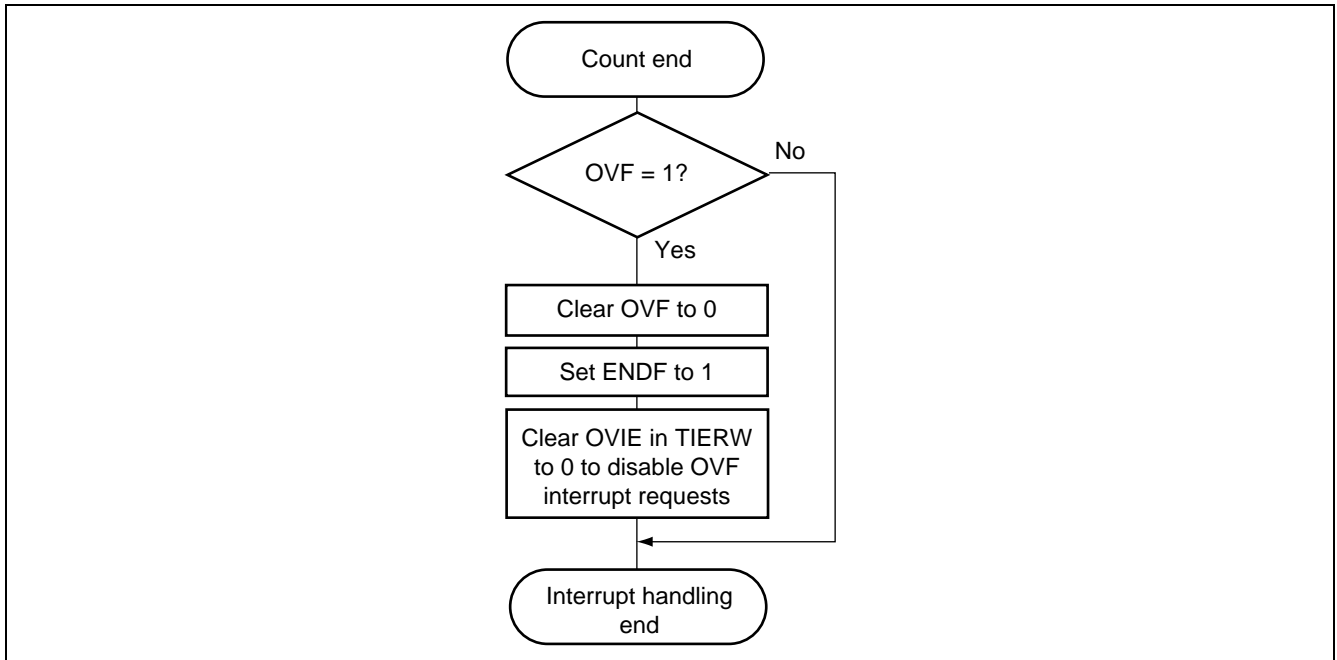 Count end
OVF = 1?
No
Yes
Clear OVF to 0
Set ENDF to 1
Clear OVIE in TIERW
to 0 to disable OVF
interrupt requests
Interrupt handling
end